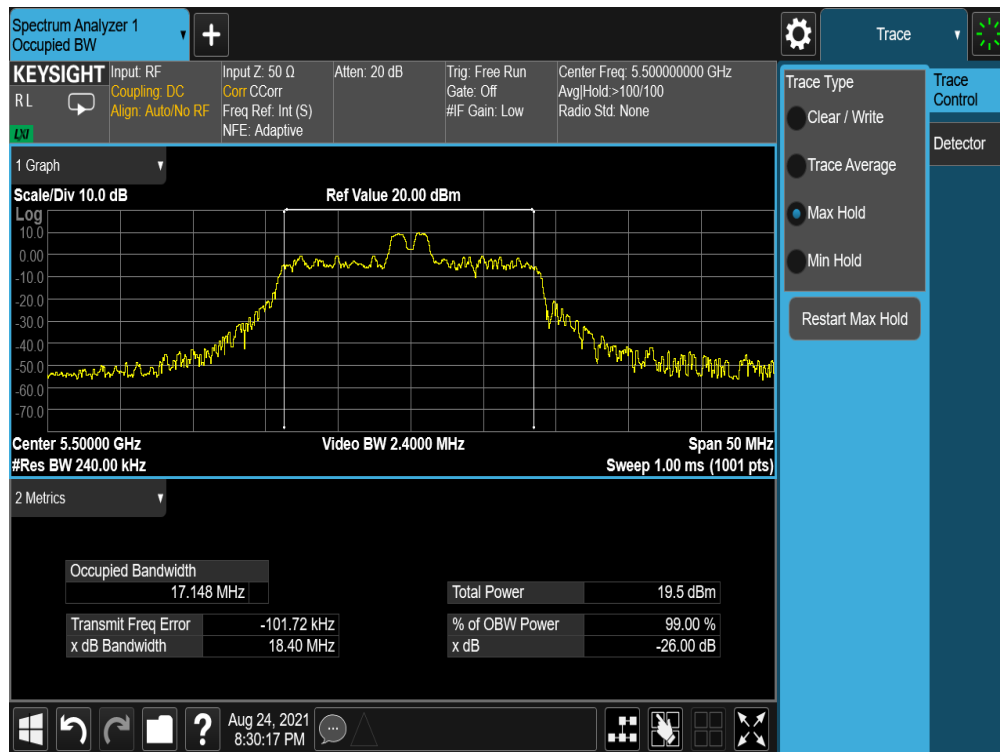 Spectrum Analyzer 1
Occupied BW
+
Trace
KEYSIGHT
R L
LXI
Input: RF
Coupling: DC
Align: Auto/No RF
Input Z: 50 Ω
Corr CCorr
Freq Ref: Int (S)
NFE: Adaptive
Atten: 20 dB
Trig: Free Run
Gate: Off
#IF Gain: Low
Center Freq: 5.500000000 GHz
Avg|Hold:>100/100
Radio Std: None
Trace Type
Clear / Write
Trace Average
Max Hold
Min Hold
Restart Max Hold
Trace
Control
Detector
1 Graph
Scale/Div 10.0 dB
Ref Value 20.00 dBm
Log
10.0
0.00
-10.0
-20.0
-30.0
-40.0
-50.0
-60.0
-70.0
Center 5.50000 GHz
Video BW 2.4000 MHz
Span 50 MHz
#Res BW 240.00 kHz
Sweep 1.00 ms (1001 pts)
2 Metrics
Occupied Bandwidth
17.148 MHz
Total Power 19.5 dBm
Transmit Freq Error -101.72 kHz
% of OBW Power 99.00 %
x dB Bandwidth 18.40 MHz
x dB -26.00 dB
?
Aug 24, 2021
8:30:17 PM